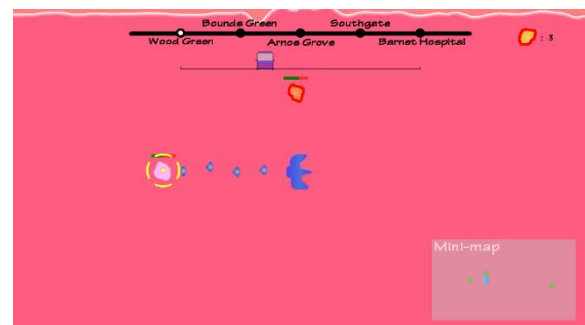 Bounds Green Southgate
Wood Green Arnos Grove Barnet Hospital
: 3
Mini-map